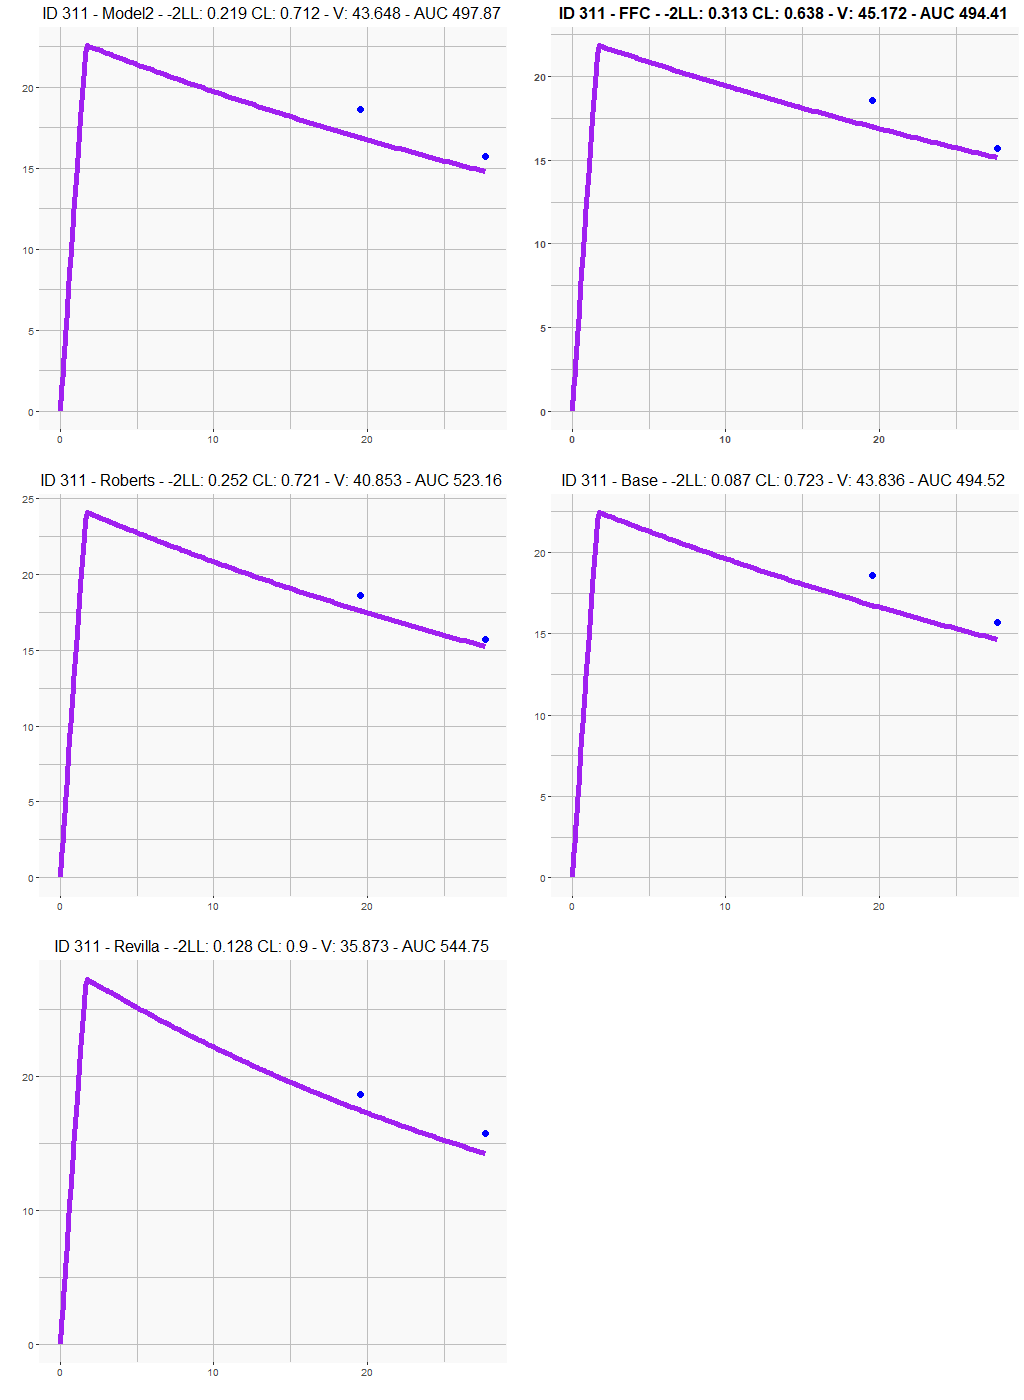 ID 311 - Model2 - -2LL: 0.219 CL: 0.712 - V: 43.648 - AUC 497.87
20
15
10
5
0
0 10 20
ID 311 - FFC - -2LL: 0.313 CL: 0.638 - V: 45.172 - AUC 494.41
20
15
10
5
0
0 10 20
ID 311 - Roberts - -2LL: 0.252 CL: 0.721 - V: 40.853 - AUC 523.16
25
20
15
10
5
0
0 10 20
ID 311 - Base - -2LL: 0.087 CL: 0.723 - V: 43.836 - AUC 494.52
20
15
10
5
0
0 10 20
ID 311 - Revilla - -2LL: 0.128 CL: 0.9 - V: 35.873 - AUC 544.75
20
10
0
0 10 20